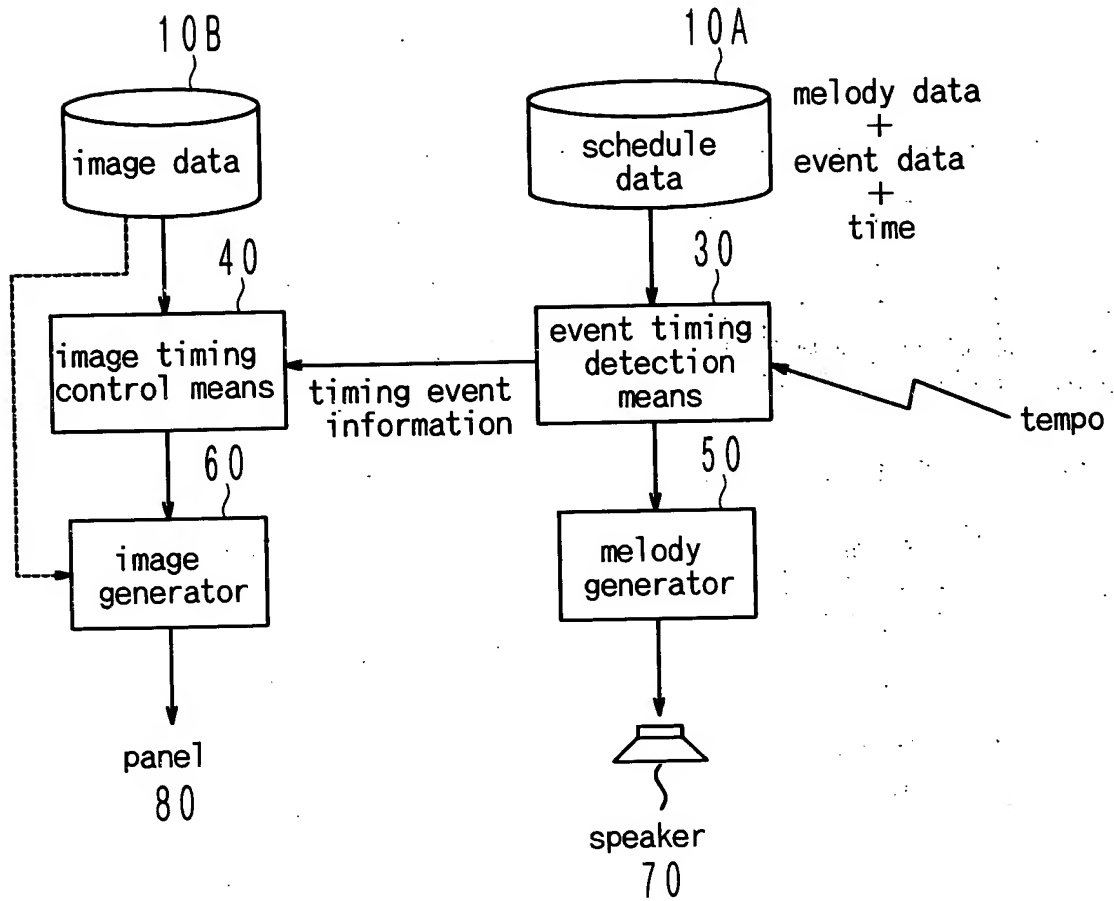 10B
10A
image data
schedule
data
melody data
+
event data
+
time
40
30
image timing
control means
timing event
information
event timing
detection
means
tempo
60
50
image
generator
melody
generator
panel
80
speaker
70